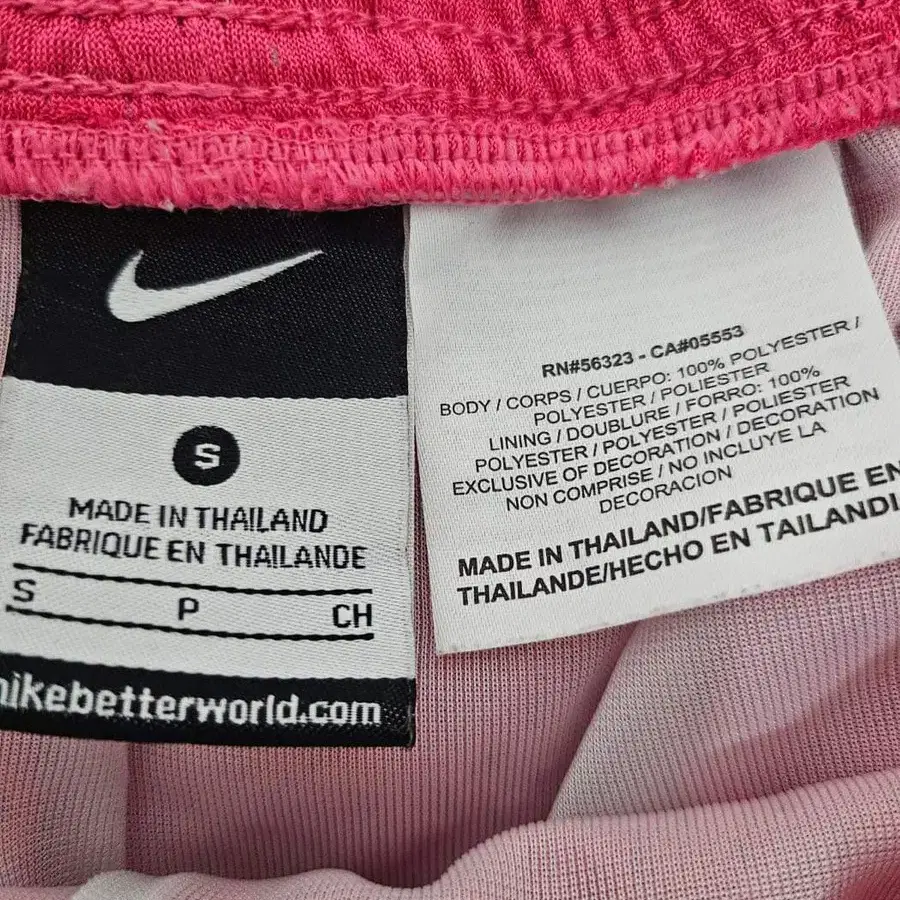 S
MADE IN THAILAND
FABRIQUE EN THAILANDE
S P CH
nikebetterworld.com
RN#56323 - CA#05553
BODY / CORPS / CUERPO: 100% POLYESTER /
POLYESTER / POLIESTER
LINING / DOUBLURE / FORRO: 100%
POLYESTER / POLYESTER / POLIESTER
EXCLUSIVE OF DECORATION / DECORATION
NON COMPRISE / NO INCLUYE LA
DECORACION
MADE IN THAILAND/FABRIQUE EN
THAILANDE/HECHO EN TAILANDI